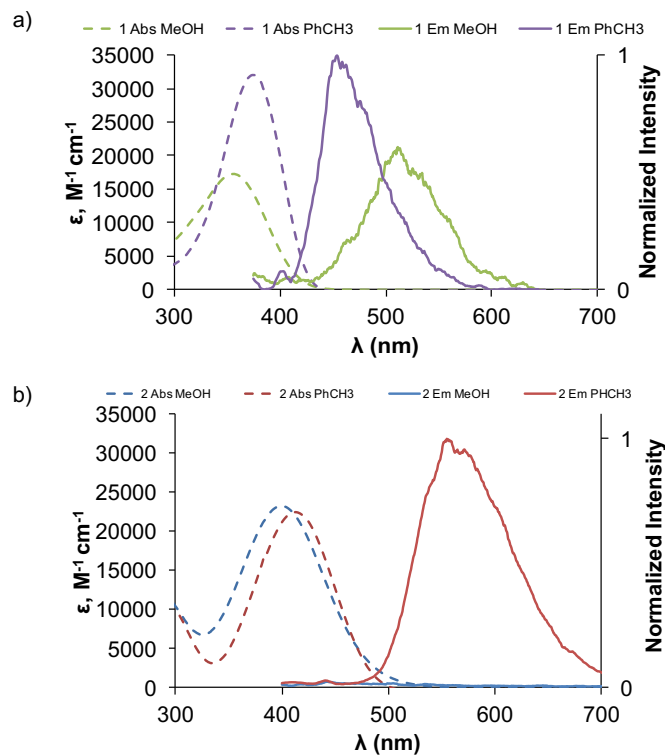 a)
1 Abs MeOH 1 Abs PhCH3 1 Em MeOH 1 Em PhCH3
35000 1
30000
25000
20000
15000
10000
5000
0 0
300 400 500 600 700
λ (nm)
ε, M⁻¹ cm⁻¹
Normalized Intensity
b)
2 Abs MeOH 2 Abs PhCH3 2 Em MeOH 2 Em PHCH3
35000
30000 1
25000
20000
15000
10000
5000
0 0
300 400 500 600 700
λ (nm)
ε, M⁻¹ cm⁻¹
Normalized Intensity